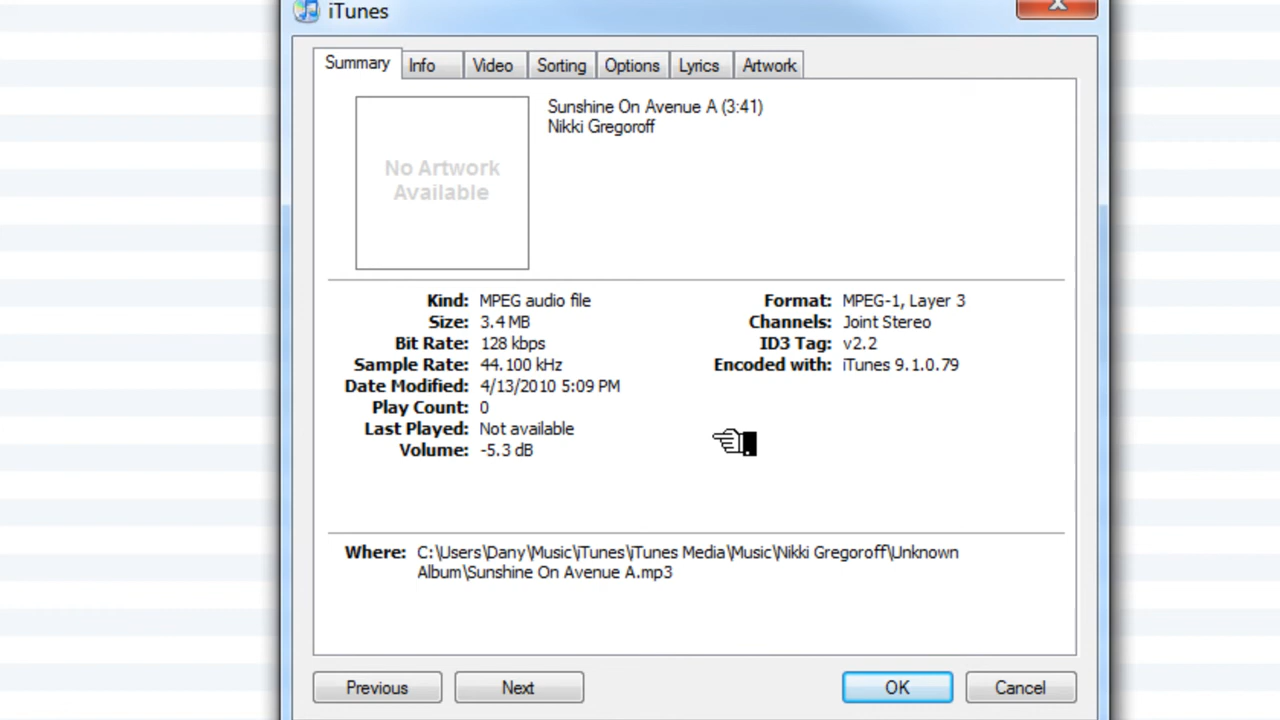 iTunes
Summary Info Video Sorting Options Lyrics Artwork
No Artwork
Available
Sunshine On Avenue A (3:41)
Nikki Gregoroff
Kind: MPEG audio file
Size: 3.4 MB
Bit Rate: 128 kbps
Sample Rate: 44.100 kHz
Date Modified: 4/13/2010 5:09 PM
Play Count: 0
Last Played: Not available
Volume: -5.3 dB
Format: MPEG-1, Layer 3
Channels: Joint Stereo
ID3 Tag: v2.2
Encoded with: iTunes 9.1.0.79
Where: C:\Users\Dany\Music\iTunes\iTunes Media\Music\Nikki Gregoroff\Unknown
Album\Sunshine On Avenue A.mp3
Previous Next OK Cancel